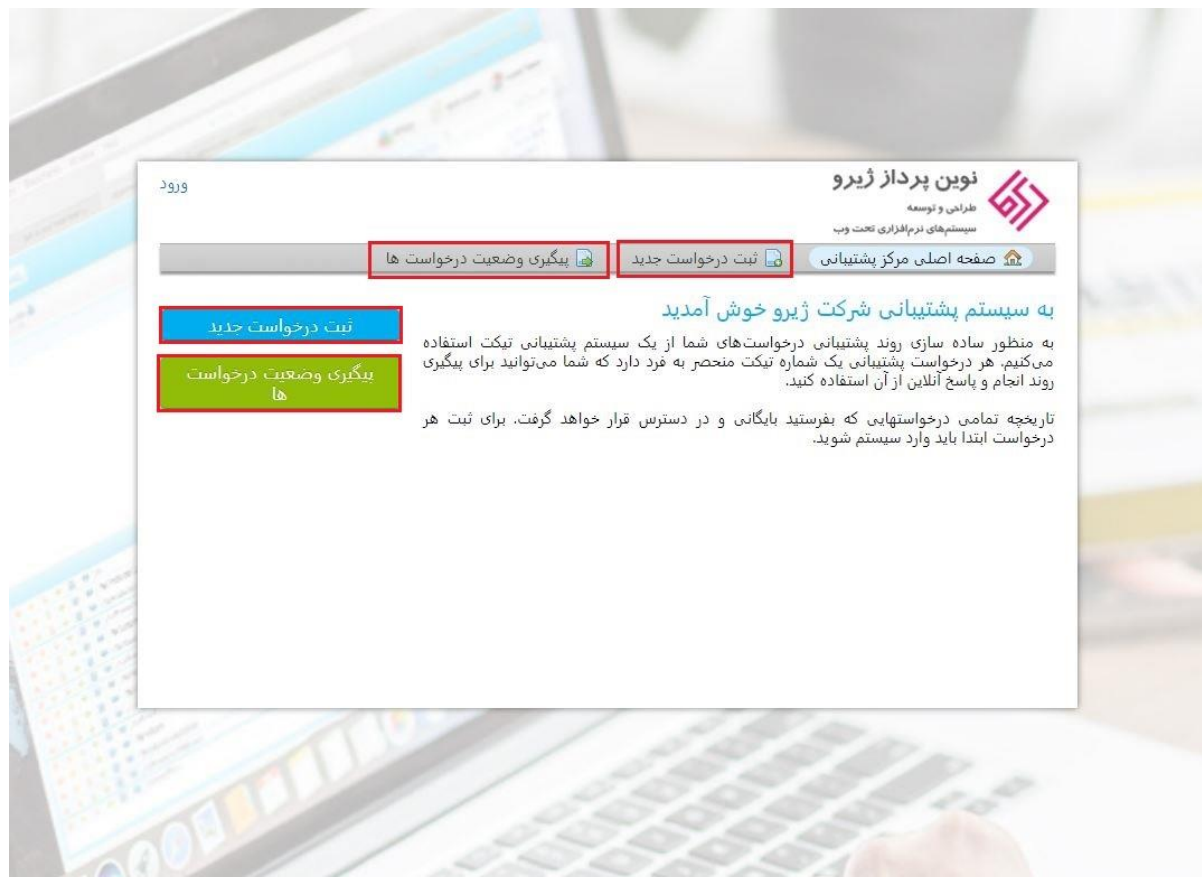 نوین پرداز ژیرو
طراحی و توسعه
سیستم‌های نرم‌افزاری تحت وب
ورود
صفحه اصلی مرکز پشتیبانی
ثبت درخواست جدید
پیگیری وضعیت درخواست ها
به سیستم پشتیبانی شرکت ژیرو خوش آمدید
به منظور ساده سازی روند پشتیبانی درخواست‌های شما از یک سیستم پشتیبانی تیکت استفاده
می‌کنیم. هر درخواست پشتیبانی یک شماره تیکت منحصر به فرد دارد که شما می‌توانید برای پیگیری
روند انجام و پاسخ آنلاین از آن استفاده کنید.
تاریخچه تمامی درخواستهایی که بفرستید بایگانی و در دسترس قرار خواهد گرفت. برای ثبت هر
درخواست ابتدا باید وارد سیستم شوید.
ثبت درخواست جدید
پیگیری وضعیت درخواست
ها